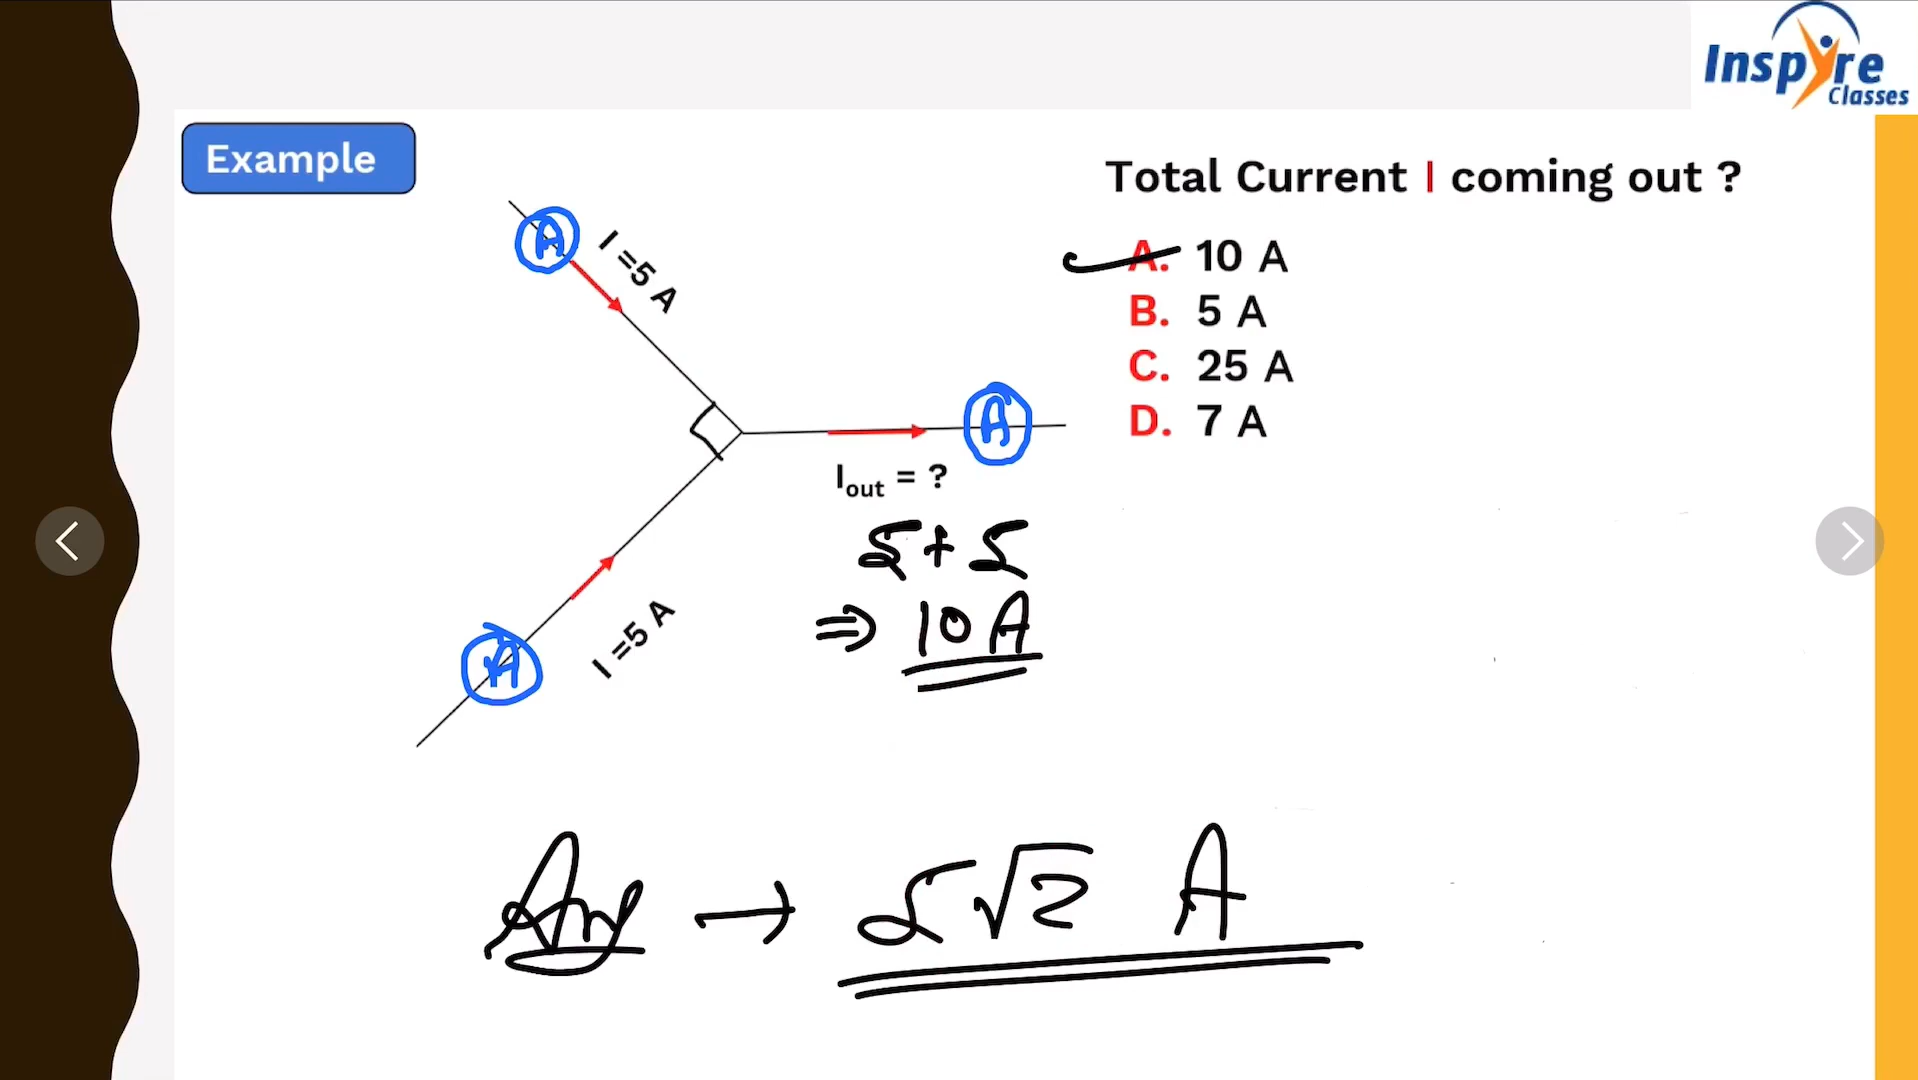 Inspyre
Classes
Example
Total Current I coming out ?
A. 10 A
B. 5 A
C. 25 A
D. 7 A
A
I =5 A
A
Iout = ?
5 + 5
⇒ 10 A
I =5 A
A
Ans → 5√2 A